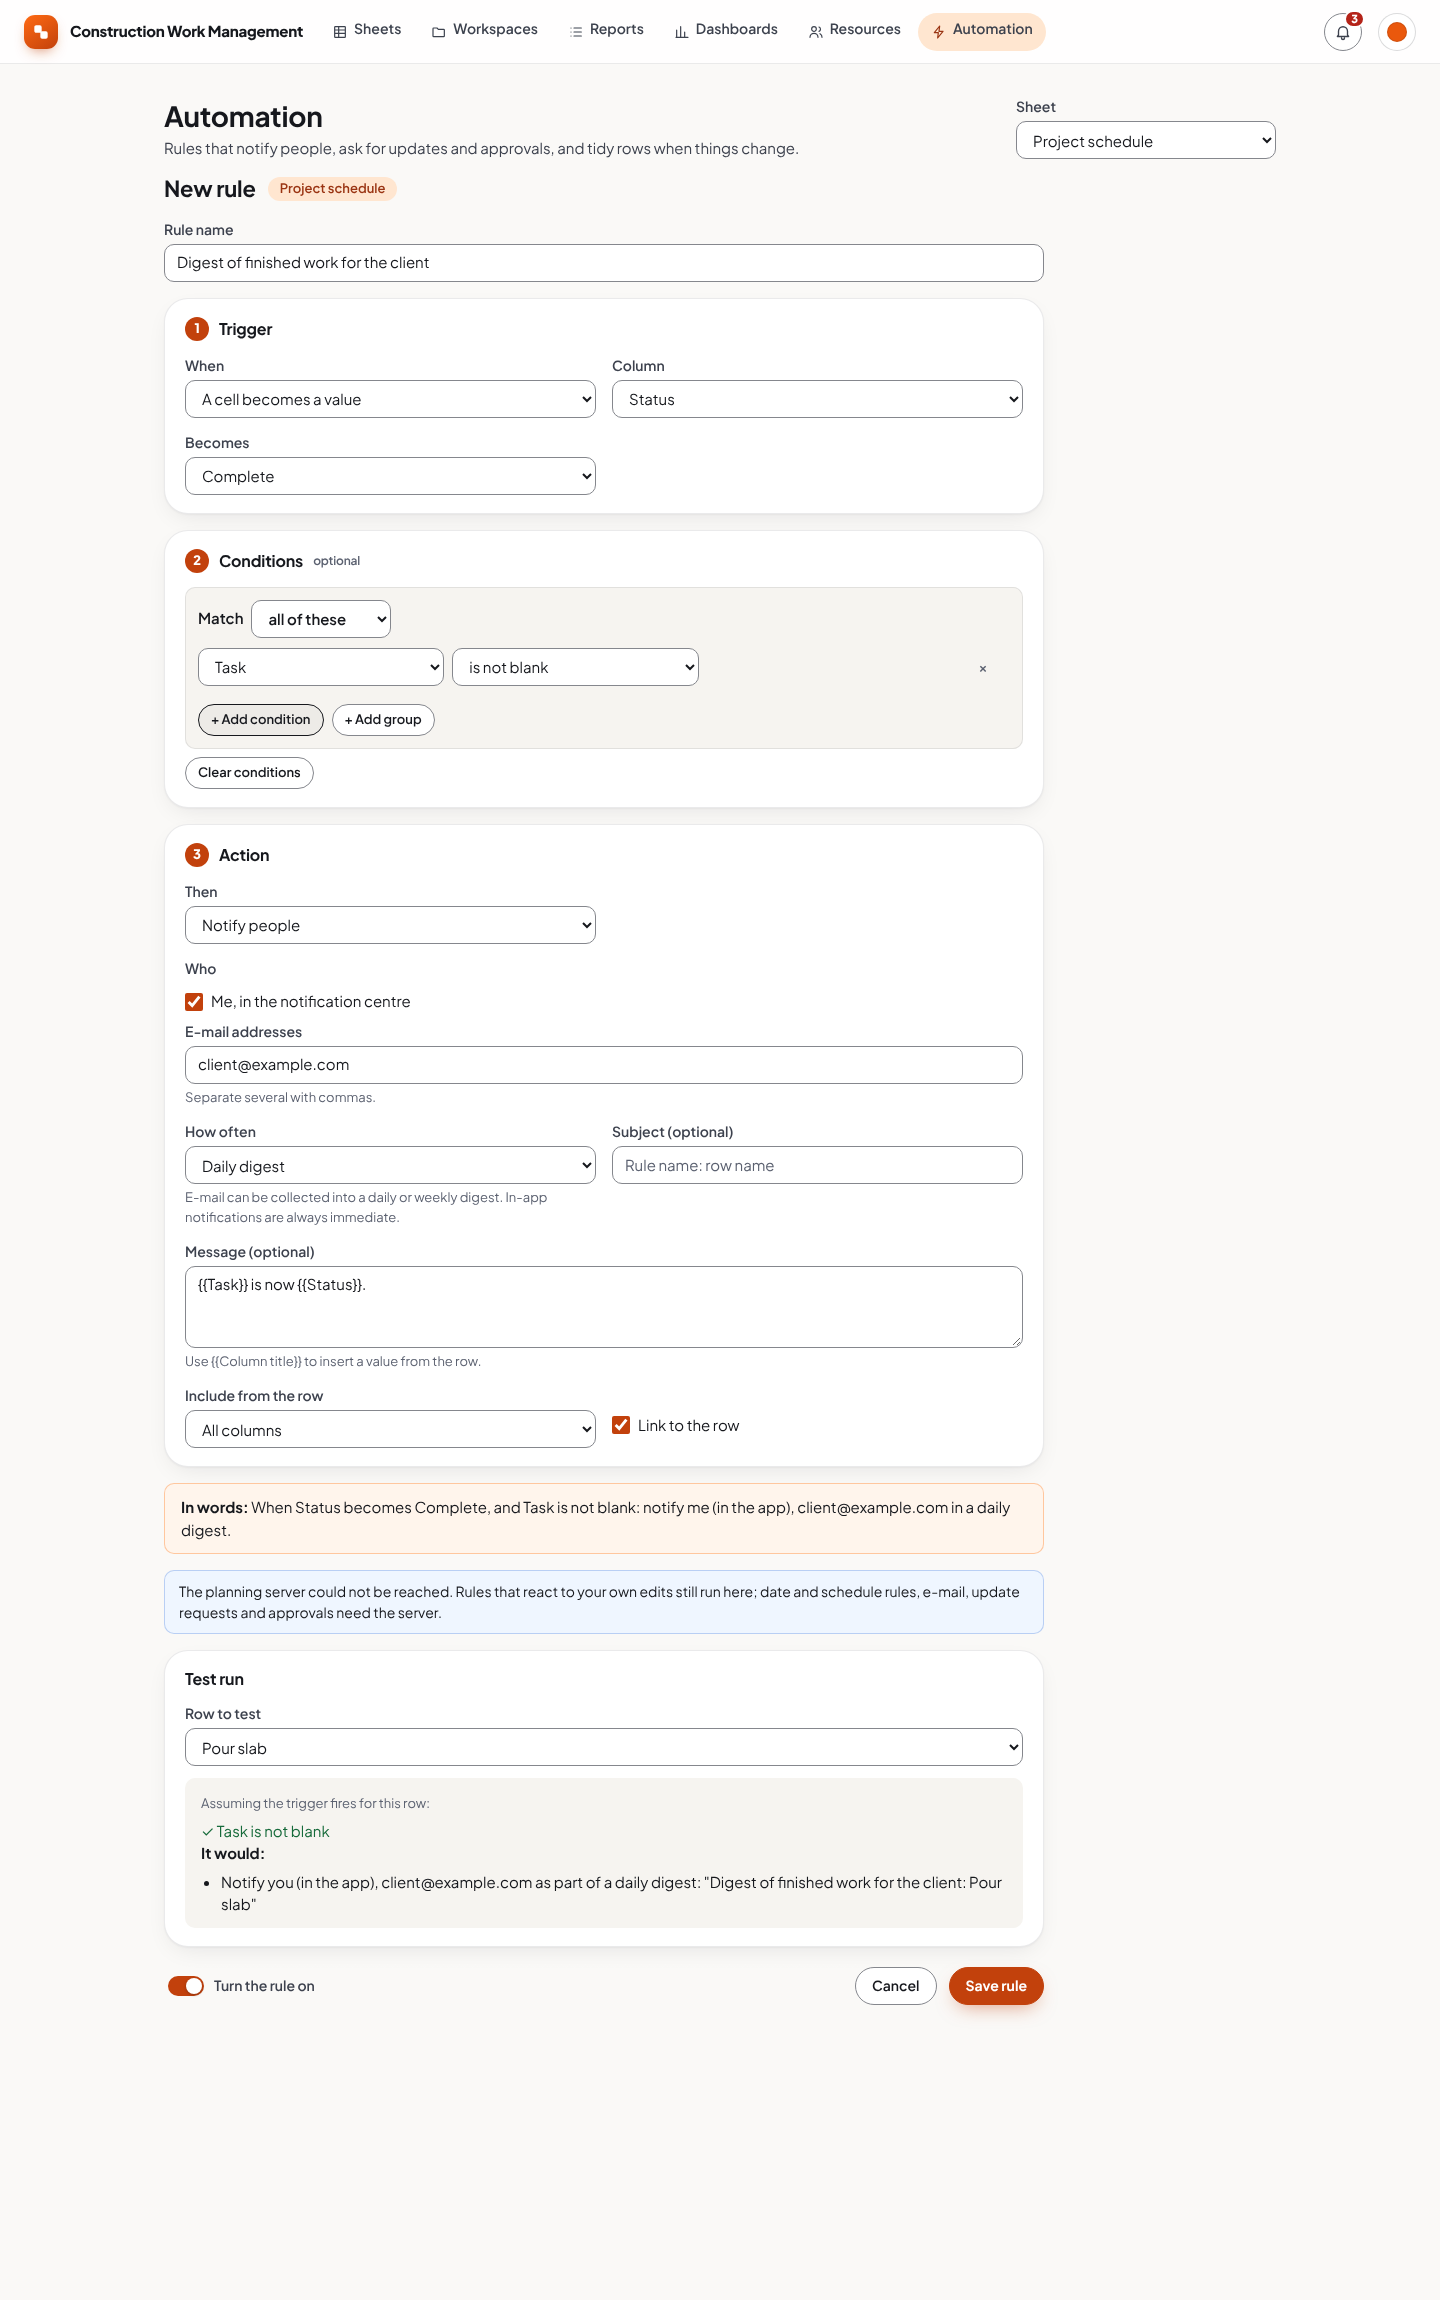 Construction Work Management
Sheets
Workspaces
Reports
Dashboards
Resources
Automation
3
Automation
Rules that notify people, ask for updates and approvals, and tidy rows when things change.
Sheet
Project schedule
New rule
Project schedule
Rule name
Digest of finished work for the client
1 Trigger
When
Column
A cell becomes a value
Status
Becomes
Complete
2 Conditions optional
Match all of these
Task
is not blank
×
+ Add condition
+ Add group
Clear conditions
3 Action
Then
Notify people
Who
Me, in the notification centre
E-mail addresses
client@example.com
Separate several with commas.
How often
Subject (optional)
Daily digest
Rule name: row name
E-mail can be collected into a daily or weekly digest. In-app
notifications are always immediate.
Message (optional)
{{Task}} is now {{Status}}.
Use {{Column title}} to insert a value from the row.
Include from the row
All columns
Link to the row
In words: When Status becomes Complete, and Task is not blank: notify me (in the app), client@example.com in a daily
digest.
The planning server could not be reached. Rules that react to your own edits still run here; date and schedule rules, e-mail, update
requests and approvals need the server.
Test run
Row to test
Pour slab
Assuming the trigger fires for this row:
✓ Task is not blank
It would:
• Notify you (in the app), client@example.com as part of a daily digest: "Digest of finished work for the client: Pour
slab"
Turn the rule on
Cancel
Save rule